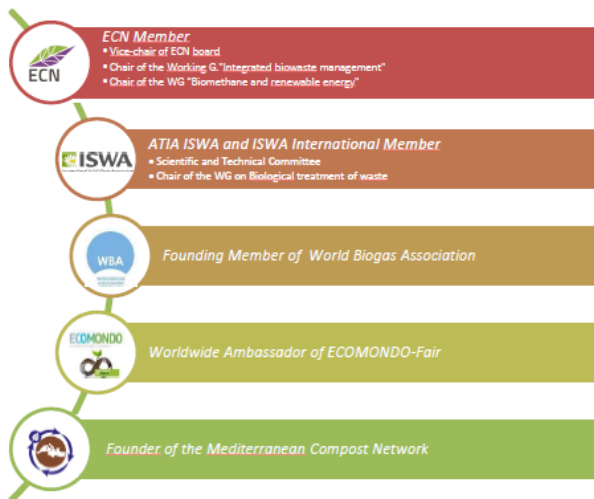 ECN Member
• Vice-chair of ECN board
• Chair of the Working G."Integrated biowaste management"
• Chair of the WG "Biomethane and renewable energy"
ECN
ATIA ISWA and ISWA International Member
• Scientific and Technical Committee
• Chair of the WG on Biological treatment of waste
ISWA
Founding Member of World Biogas Association
WBA
ECOMONDO
Worldwide Ambassador of ECOMONDO-Fair
Founder of the Mediterranean Compost Network